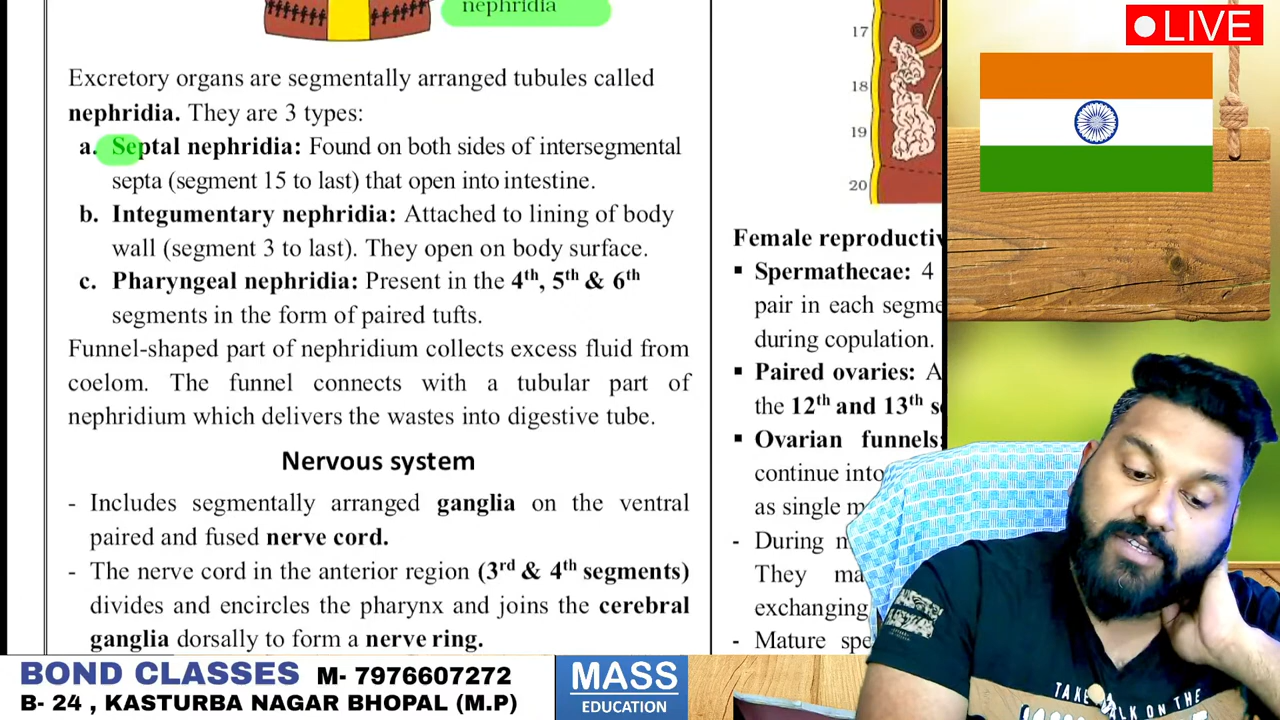 nephridia
Excretory organs are segmentally arranged tubules called
nephridia. They are 3 types:
a. Septal nephridia: Found on both sides of intersegmental
septa (segment 15 to last) that open into intestine.
b. Integumentary nephridia: Attached to lining of body
wall (segment 3 to last). They open on body surface.
c. Pharyngeal nephridia: Present in the 4th, 5th & 6th
segments in the form of paired tufts.
Funnel-shaped part of nephridium collects excess fluid from
coelom. The funnel connects with a tubular part of
nephridium which delivers the wastes into digestive tube.
Nervous system
- Includes segmentally arranged ganglia on the ventral
paired and fused nerve cord.
- The nerve cord in the anterior region (3rd & 4th segments)
divides and encircles the pharynx and joins the cerebral
ganglia dorsally to form a nerve ring.
17
18
19
20
Female reproductiv
▪ Spermathecae: 4
pair in each segme
during copulation.
▪ Paired ovaries: A
the 12th and 13th s
▪ Ovarian funnels:
continue into
as single m
- During n
They ma
exchanging
- Mature spe
LIVE
TAKE WALK ON THE
BOND CLASSES M- 7976607272
B- 24 , KASTURBA NAGAR BHOPAL (M.P)
MASS
EDUCATION